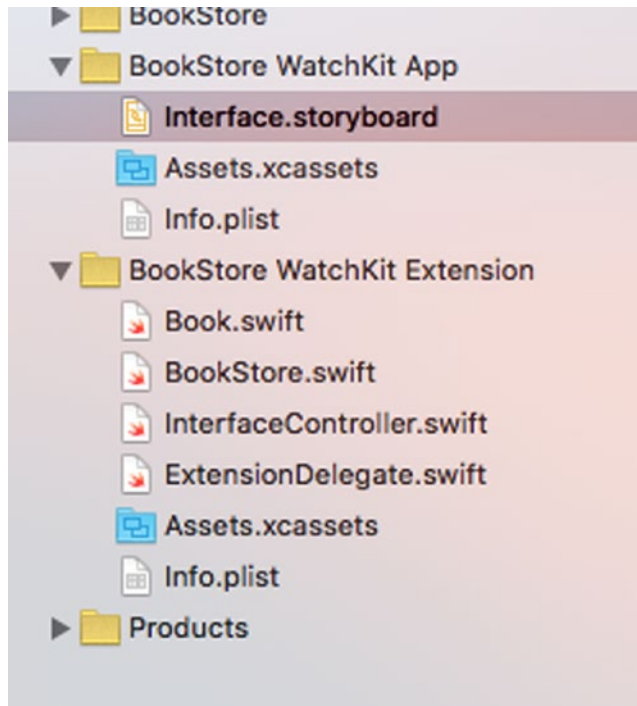 BookStore
BookStore WatchKit App
Interface.storyboard
Assets.xcassets
Info.plist
BookStore WatchKit Extension
Book.swift
BookStore.swift
InterfaceController.swift
ExtensionDelegate.swift
Assets.xcassets
Info.plist
Products